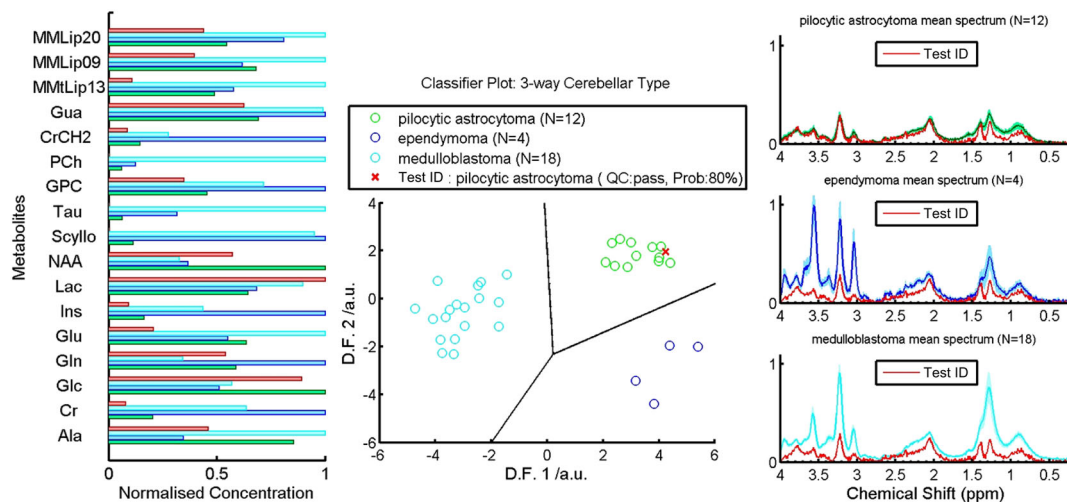 Metabolites
MMLip20
MMLip09
MMtLip13
Gua
CrCH2
PCh
GPC
Tau
Scyllo
NAA
Lac
Ins
Glu
Gln
Glc
Cr
Ala
0 0.5 1
Normalised Concentration
Classifier Plot: 3-way Cerebellar Type
pilocytic astrocytoma (N=12)
ependymoma (N=4)
medulloblastoma (N=18)
Test ID : pilocytic astrocytoma ( QC:pass, Prob:80%)
D.F. 2 /a.u.
4
2
0
-2
-4
-6
-6 -4 -2 0 2 4 6
D.F. 1 /a.u.
pilocytic astrocytoma mean spectrum (N=12)
1
Test ID
0
4 3.5 3 2.5 2 1.5 1 0.5
ependymoma mean spectrum (N=4)
1
Test ID
0
4 3.5 3 2.5 2 1.5 1 0.5
medulloblastoma mean spectrum (N=18)
1
Test ID
0
4 3.5 3 2.5 2 1.5 1 0.5
Chemical Shift (ppm)